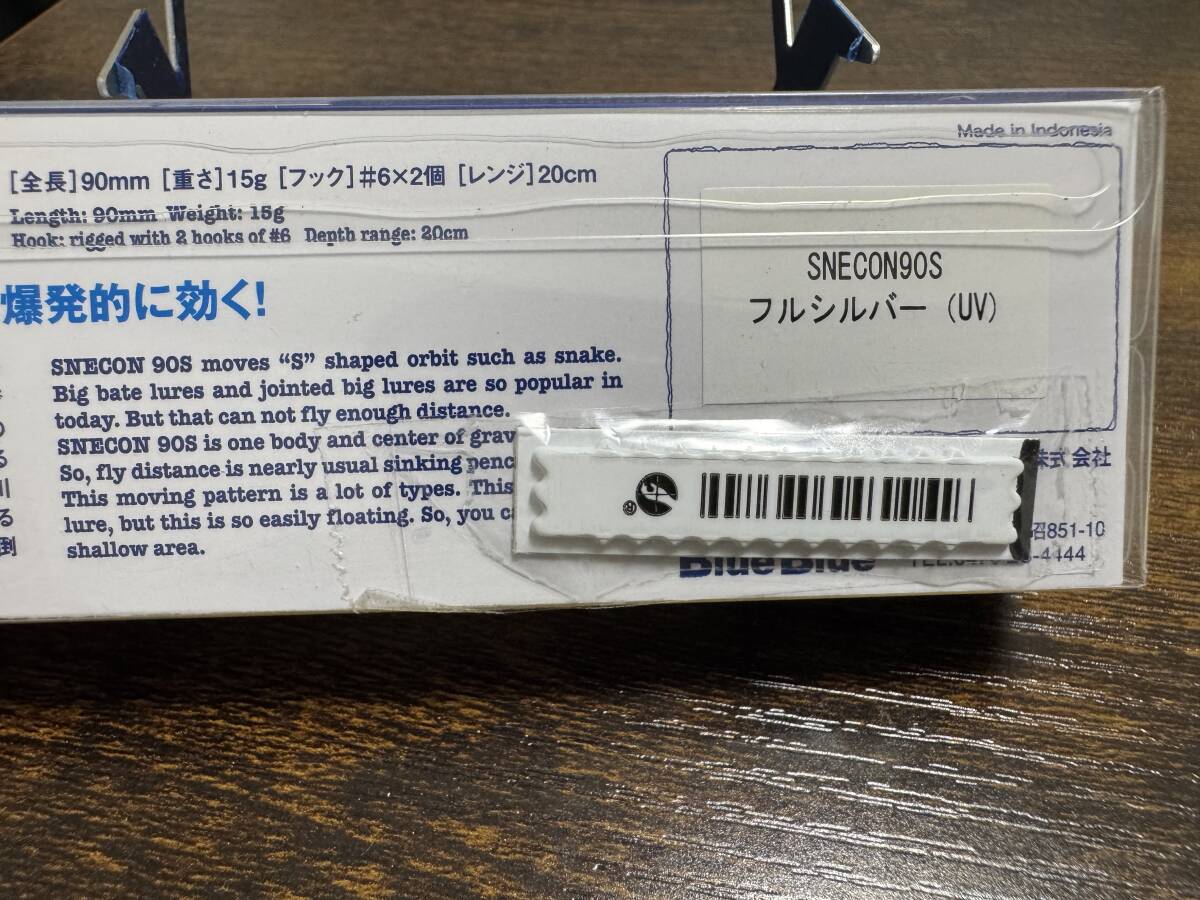 Made in Indonesia
[全長]90mm [重さ]15g [フック]#6×2個 [レンジ]20cm
Length: 90mm Weight: 15g
Hook: rigged with 2 hooks of #6 Depth range: 20cm
爆発的に効く!
SNECON 90S moves “S” shaped orbit such as snake.
Big bate lures and jointed big lures are so popular in
today. But that can not fly enough distance.
SNECON 90S is one body and center of grav
So, fly distance is nearly usual sinking penc
This moving pattern is a lot of types. This
lure, but this is so easily floating. So, you c
shallow area.
SNECON90S
フルシルバー (UV)
株式会社
沼851-10
-4444
BlueBlue
®